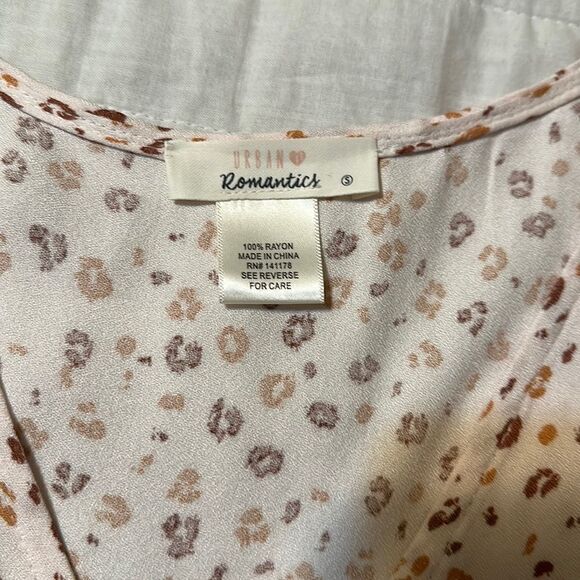 URBAN
Romantics S
100% RAYON
MADE IN CHINA
RN# 141178
SEE REVERSE
FOR CARE